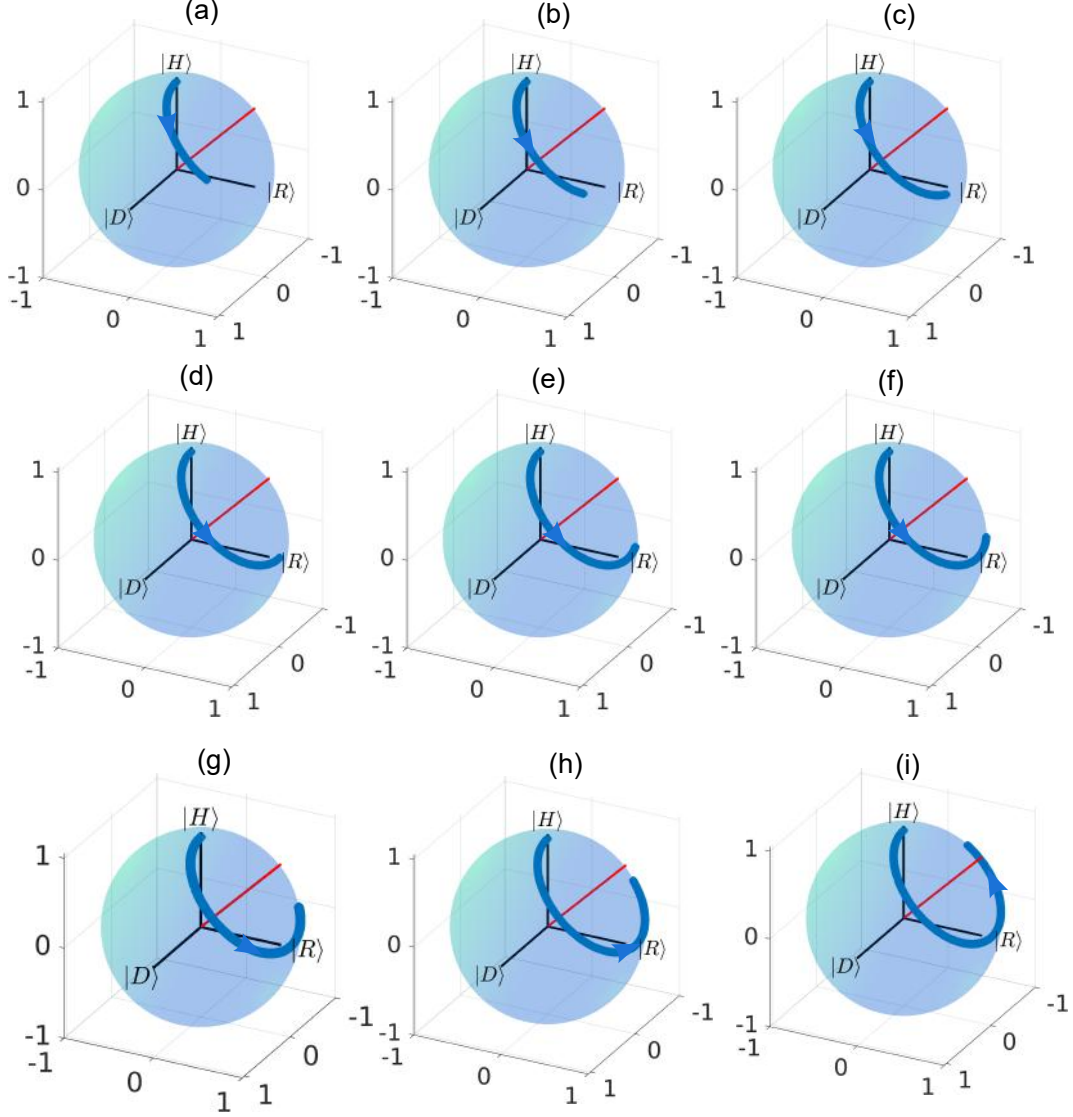 (a) (b) (c)
|H⟩ |H⟩ |H⟩
1 1 1
0 |R⟩ 0 |R⟩ 0 |R⟩
|D⟩ |D⟩ |D⟩
-1 -1 -1
-1 0 -1 0 -1 0
0 1 1 0 1 1 0 1 1
(d) (e) (f)
|H⟩ |H⟩ |H⟩
1 1 1
0 |R⟩ 0 |R⟩ 0 |R⟩
|D⟩ |D⟩ |D⟩
-1 -1 -1
-1 0 -1 0 -1 0
-1 -1 -1
0 1 1 0 1 1 0 1 1
(g) (h) (i)
|H⟩ |H⟩ |H⟩
1 1 1
0 |R⟩ 0 |R⟩ 0 |R⟩
|D⟩ |D⟩ |D⟩
-1 -1 -1
-1 0 -1 0 -1 0
-1 -1 -1
0 1 1 0 1 1 0 1 1